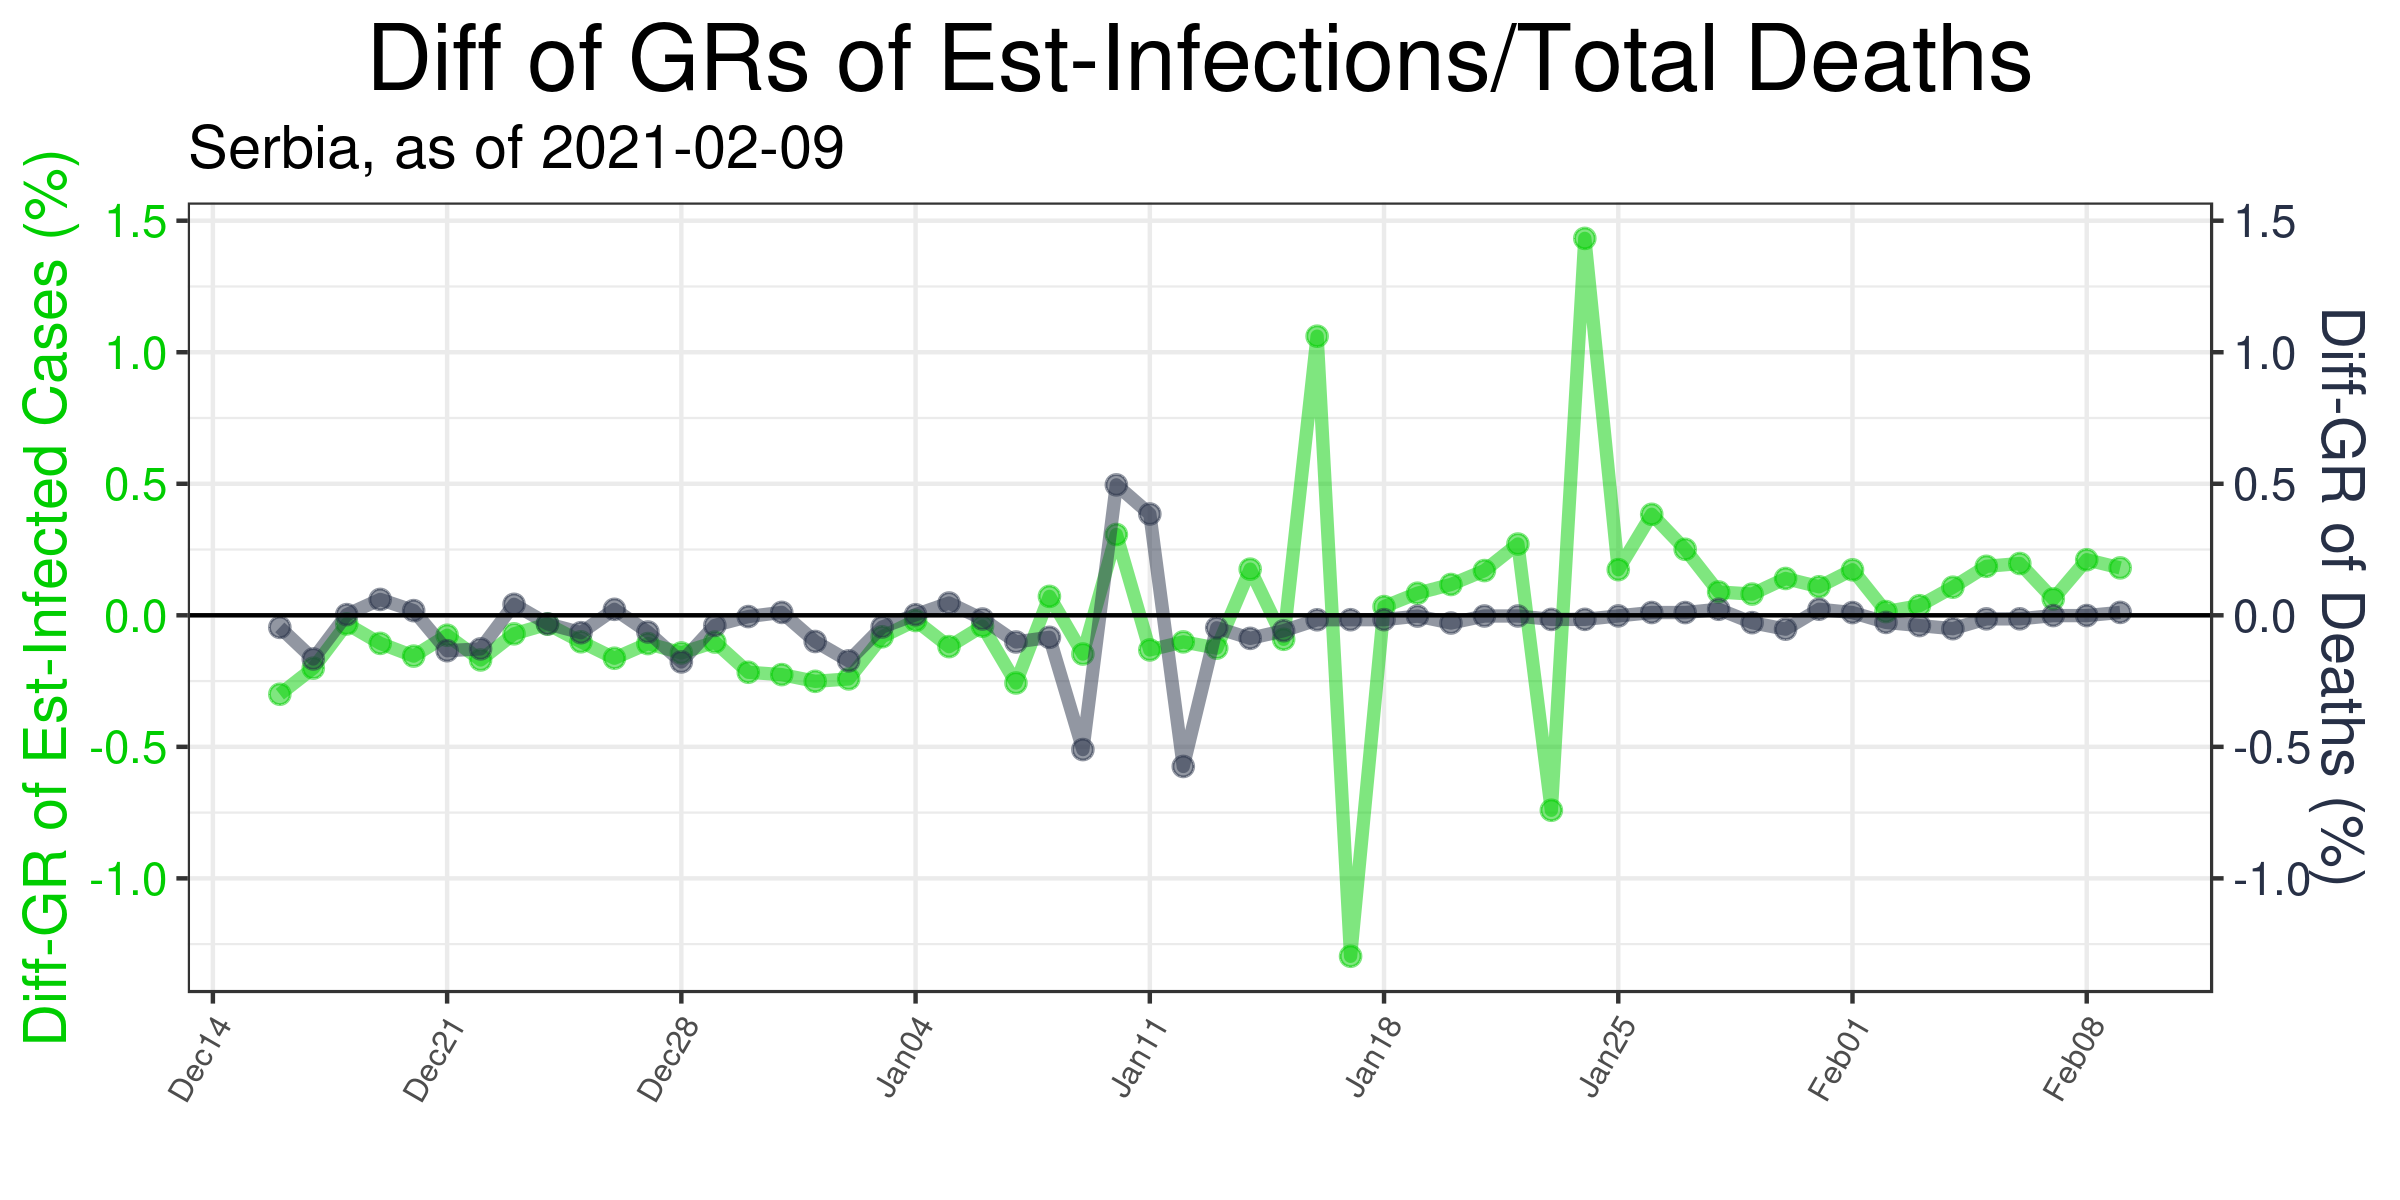 Diff of GRs of Est-Infections/Total Deaths
Serbia, as of 2021-02-09
Diff-GR of Est-Infected Cases (%)
1.5
1.0
0.5
0.0
-0.5
-1.0
1.5
1.0
0.5
0.0
-0.5
-1.0
Diff-GR of Deaths (%)
Dec14
Dec21
Dec28
Jan04
Jan11
Jan18
Jan25
Feb01
Feb08